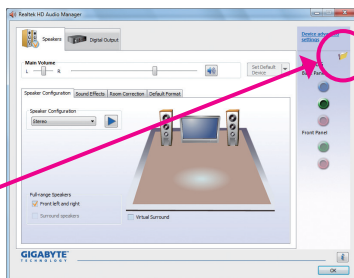 Realtek HD Audio Manager
Speakers
Digital Output
Device advanced
settings
Main Volume
L
R
Set Default
Device
Speaker Configuration
Sound Effects
Room Correction
Default Format
Speaker Configuration
Stereo
Front Panel
Full-range Speakers
Front left and right
Surround speakers
Virtual Surround
GIGABYTE
TECHNOLOGY
OK